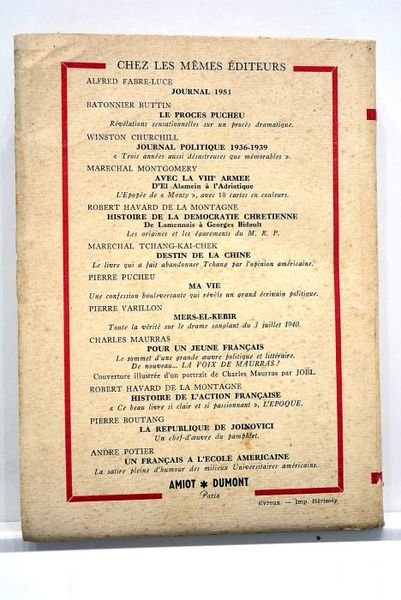 CHEZ LES MÊMES ÉDITEURS
ALFRED FABRE-LUCE
JOURNAL 1951
BATONNIER BUTTIN
LE PROCES PUCHEU
Révélations sensationnelles sur un procès dramatique.
WINSTON CHURCHILL
JOURNAL POLITIQUE 1936-1939
« Trois années aussi désastreuses que mémorables ».
MARECHAL MONTGOMERY
AVEC LA VIIIe ARMEE
D'El Alamein à l'Adriatique
L'Epopée de « Monty », avec 10 cartes en couleurs.
ROBERT HAVARD DE LA MONTAGNE
HISTOIRE DE LA DEMOCRATIE CHRETIENNE
De Lamennais à Georges Bidault
Les origines et les égarements du M. R. P.
MARECHAL TCHANG-KAI-CHEK
DESTIN DE LA CHINE
Le livre qui a fait abandonner Tchang par l'opinion américaine.
PIERRE PUCHEU
MA VIE
Une confession bouleversante qui révèle un grand écrivain politique.
PIERRE VARILLON
MERS-EL-KEBIR
Toute la vérité sur le drame sanglant du 3 juillet 1940.
CHARLES MAURRAS
POUR UN JEUNE FRANÇAIS
Le sommet d'une grande œuvre politique et littéraire.
De nouveau... LA VOIX DE MAURRAS !
Couverture illustrée d'un portrait de Charles Maurras par JOËL.
ROBERT HAVARD DE LA MONTAGNE
HISTOIRE DE L'ACTION FRANÇAISE
« Ce beau livre si clair et si passionnant », L'EPOQUE.
PIERRE BOUTANG
LA REPUBLIQUE DE JOINOVICI
Un chef-d'œuvre du pamphlet.
ANDRE POTIER
UN FRANÇAIS A L'ECOLE AMERICAINE
La satire pleine d'humour des milieux Universitaires américains.
AMIOT * DUMONT
Paris
Evreux — Imp. Hérissey